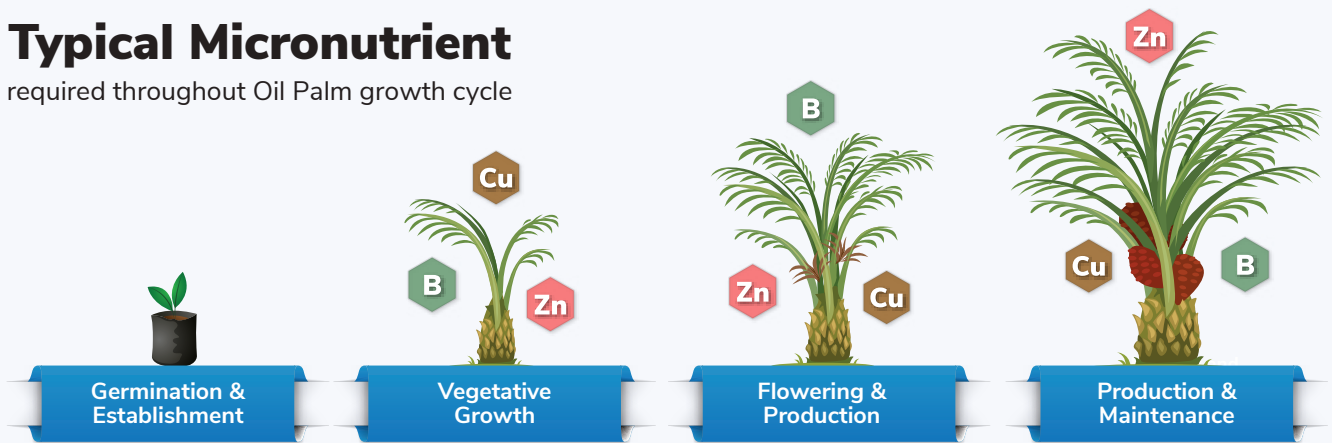 Typical Micronutrient
required throughout Oil Palm growth cycle
Cu
B
Zn
B
Zn
Cu
Zn
Cu
B
Germination &
Establishment
Vegetative
Growth
Flowering &
Production
Production &
Maintenance